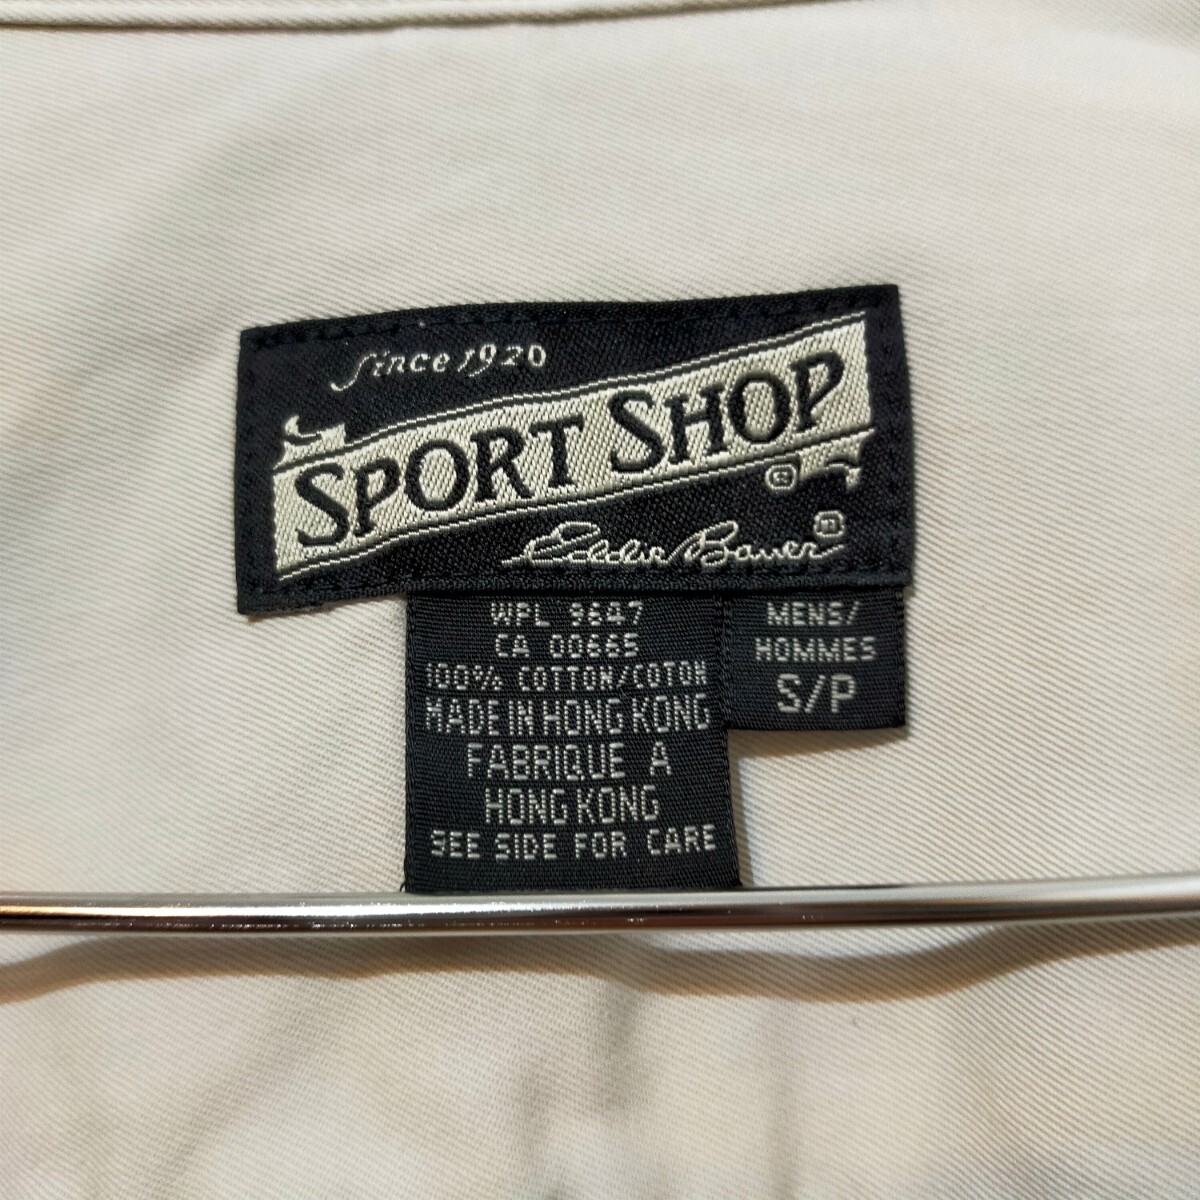 Since 1920
SPORT SHOP
©
Eddie Bauer ®
WPL 9647
CA 00665
100% COTTON/COTON
MADE IN HONG KONG
FABRIQUE A
HONG KONG
SEE SIDE FOR CARE
MENS/
HOMMES
S/P